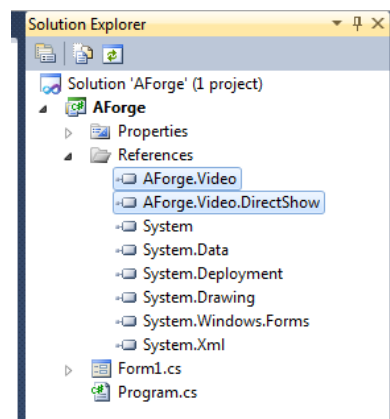 Solution Explorer
Solution 'AForge' (1 project)
AForge
Properties
References
AForge.Video
AForge.Video.DirectShow
System
System.Data
System.Deployment
System.Drawing
System.Windows.Forms
System.Xml
Form1.cs
Program.cs